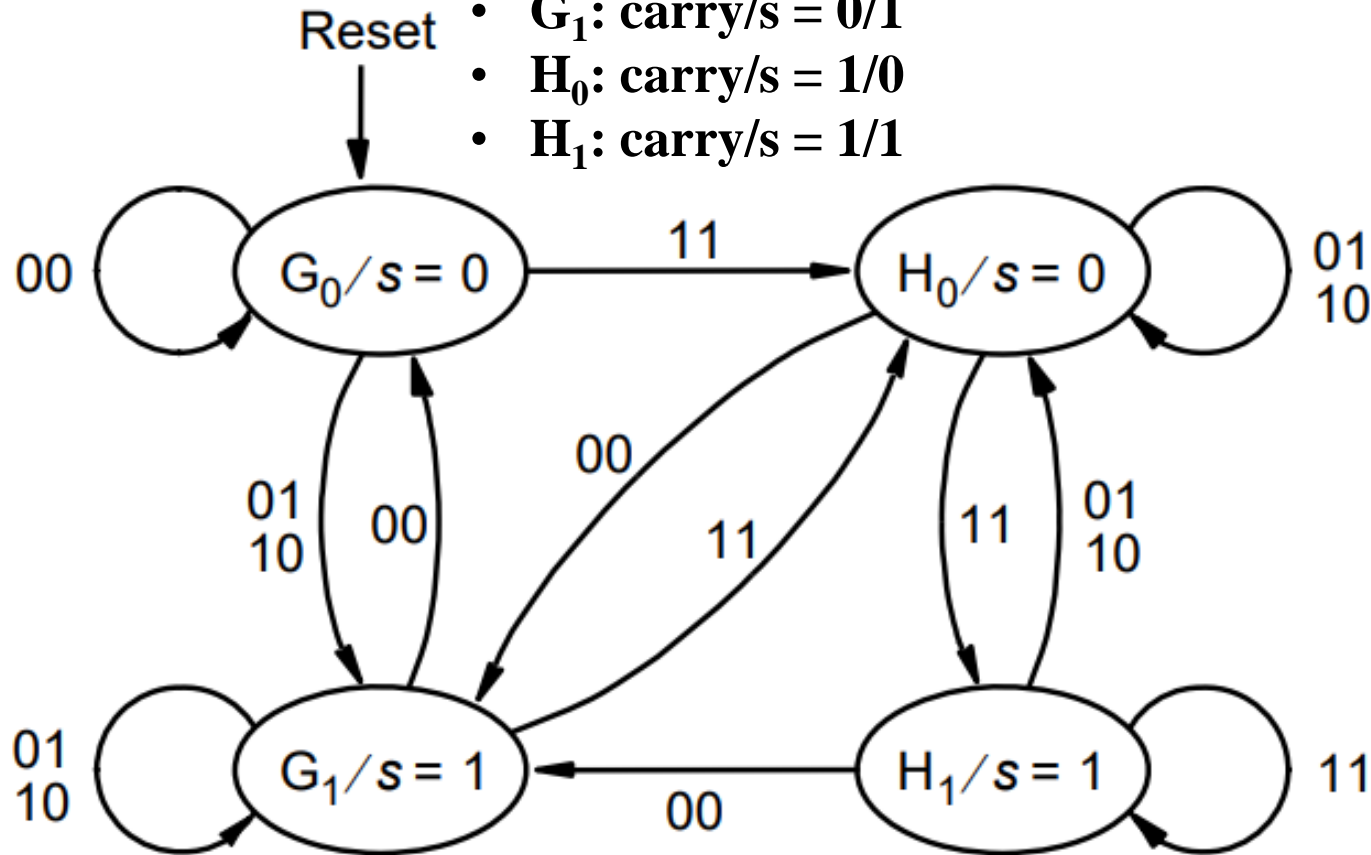 Reset
• G₁: carry/s = 0/1
• H₀: carry/s = 1/0
• H₁: carry/s = 1/1
00
G₀/s = 0
11
H₀/s = 0
01
10
01
10
00
00
11
11
01
10
01
10
G₁/s = 1
00
H₁/s = 1
11